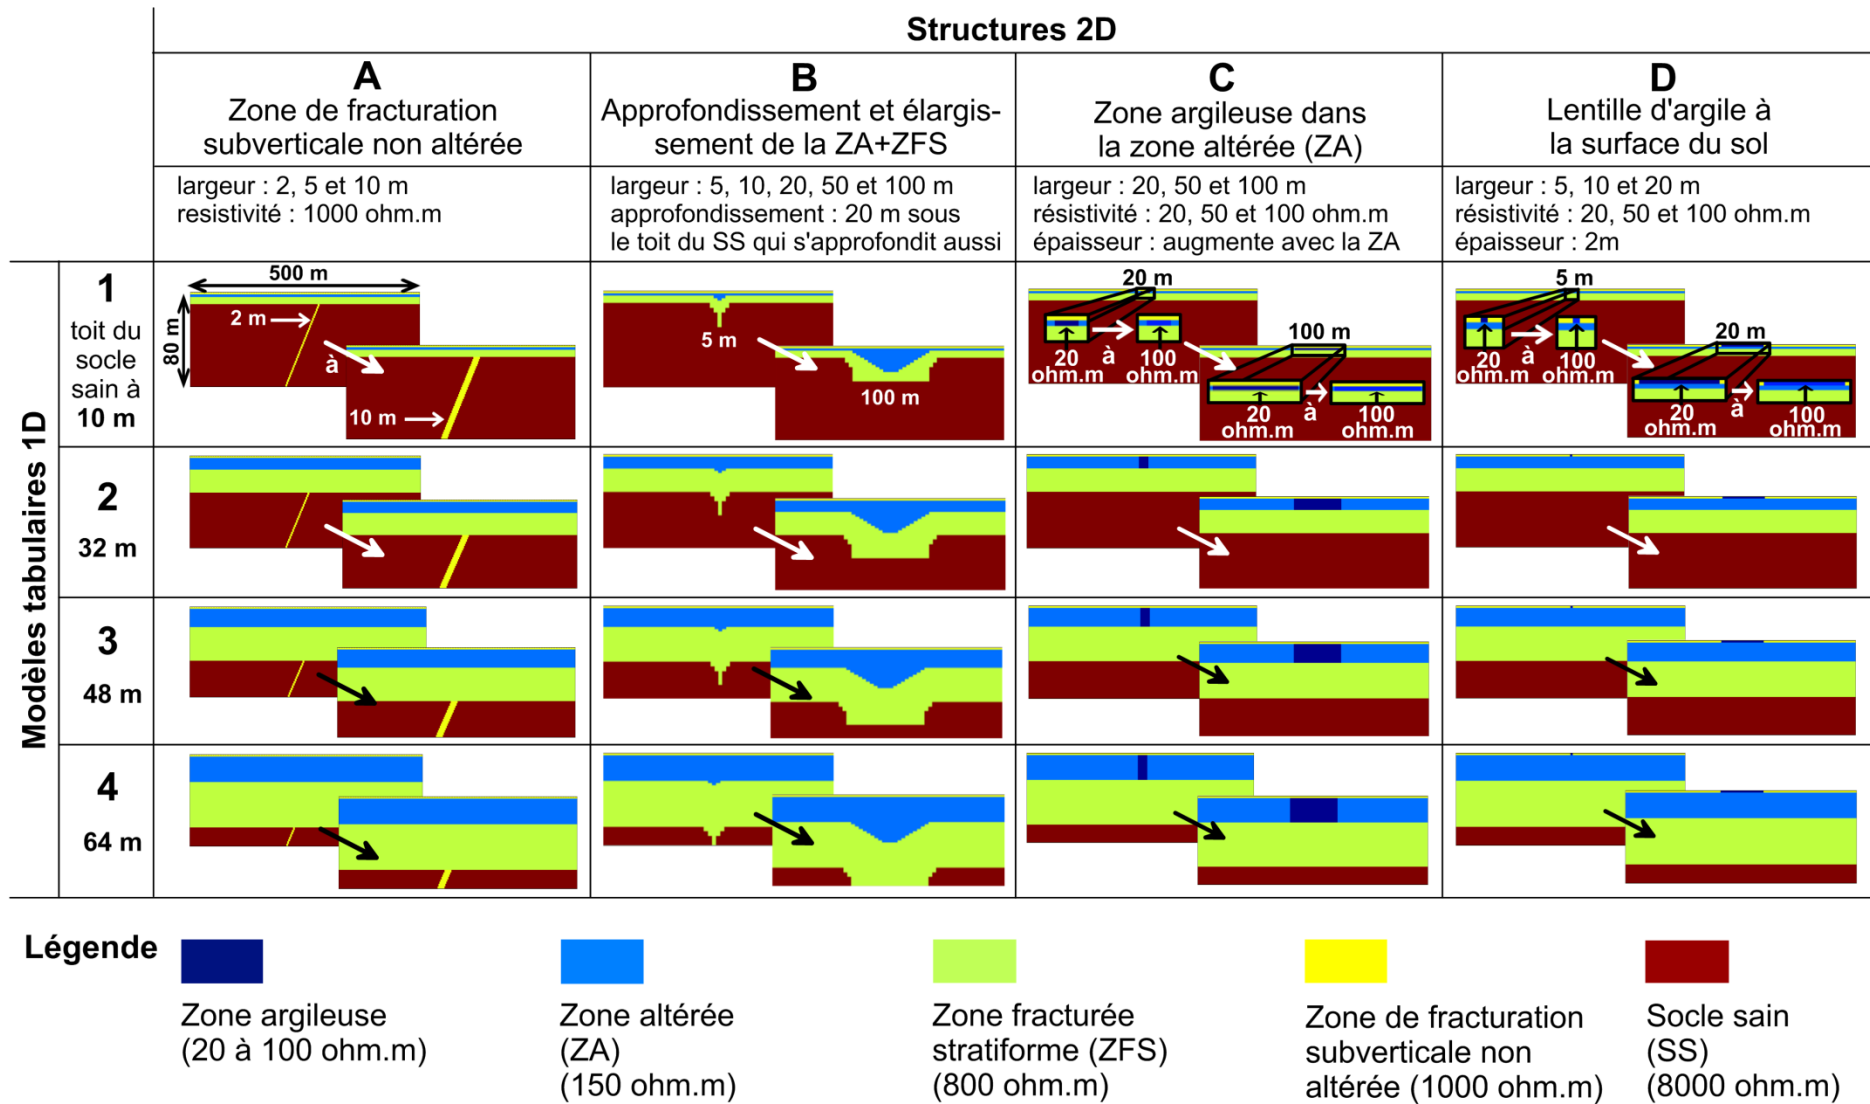 Structures 2D
A
Zone de fracturation
subverticale non altérée
B
Approfondissement et élargis-
sement de la ZA+ZFS
C
Zone argileuse dans
la zone altérée (ZA)
D
Lentille d'argile à
la surface du sol
largeur : 2, 5 et 10 m
resistivité : 1000 ohm.m
largeur : 5, 10, 20, 50 et 100 m
approfondissement : 20 m sous
le toit du SS qui s'approfondit aussi
largeur : 20, 50 et 100 m
résistivité : 20, 50 et 100 ohm.m
épaisseur : augmente avec la ZA
largeur : 5, 10 et 20 m
résistivité : 20, 50 et 100 ohm.m
épaisseur : 2m
Modèles tabulaires 1D
1
toit du
socle
sain à
10 m
500 m
80 m
2 m
à
10 m
5 m
100 m
20 m
20
ohm.m
à
100
ohm.m
100 m
20
ohm.m
à
100
ohm.m
5 m
20
ohm.m
à
100
ohm.m
20 m
20
ohm.m
à
100
ohm.m
2
32 m
3
48 m
4
64 m
Légende
Zone argileuse
(20 à 100 ohm.m)
Zone altérée
(ZA)
(150 ohm.m)
Zone fracturée
stratiforme (ZFS)
(800 ohm.m)
Zone de fracturation
subverticale non
altérée (1000 ohm.m)
Socle sain
(SS)
(8000 ohm.m)